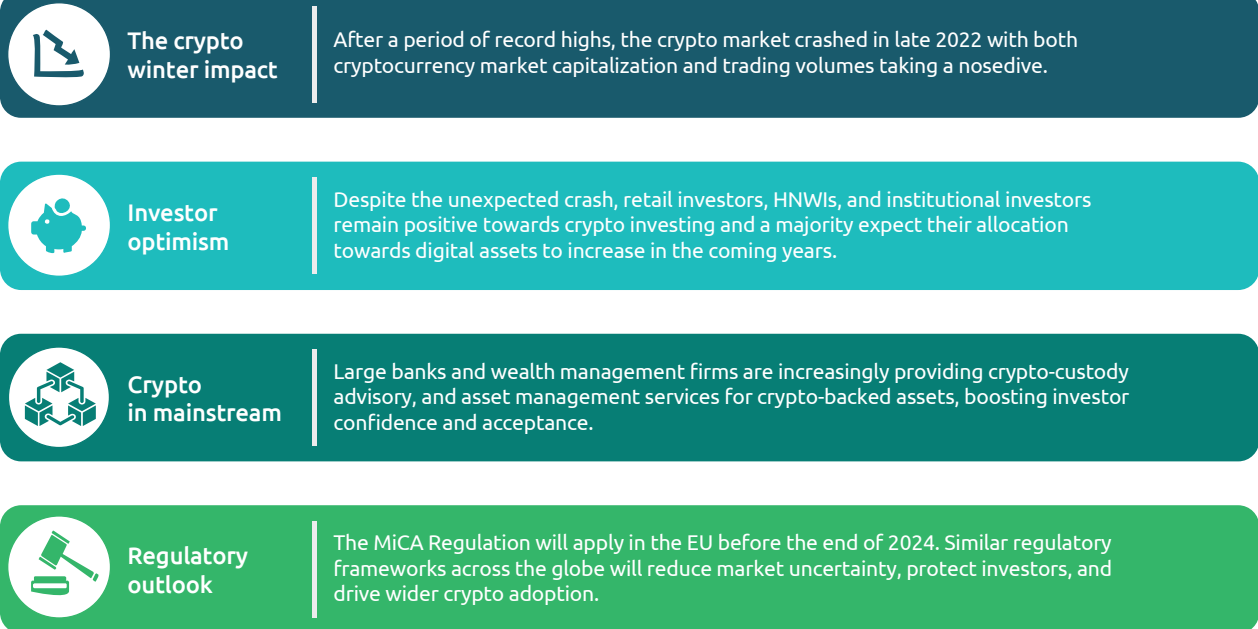 The crypto
winter impact
After a period of record highs, the crypto market crashed in late 2022 with both
cryptocurrency market capitalization and trading volumes taking a nosedive.
Investor
optimism
Despite the unexpected crash, retail investors, HNWIs, and institutional investors
remain positive towards crypto investing and a majority expect their allocation
towards digital assets to increase in the coming years.
Crypto
in mainstream
Large banks and wealth management firms are increasingly providing crypto-custody
advisory, and asset management services for crypto-backed assets, boosting investor
confidence and acceptance.
Regulatory
outlook
The MiCA Regulation will apply in the EU before the end of 2024. Similar regulatory
frameworks across the globe will reduce market uncertainty, protect investors, and
drive wider crypto adoption.